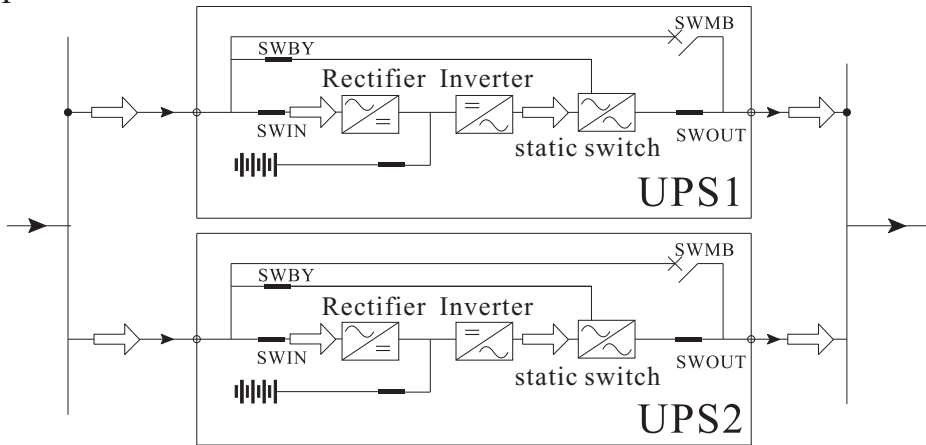 SWMB
SWBY
Rectifier Inverter
SWIN
SWOUT
static switch
UPS1
SWMB
SWBY
Rectifier Inverter
SWIN
SWOUT
static switch
UPS2